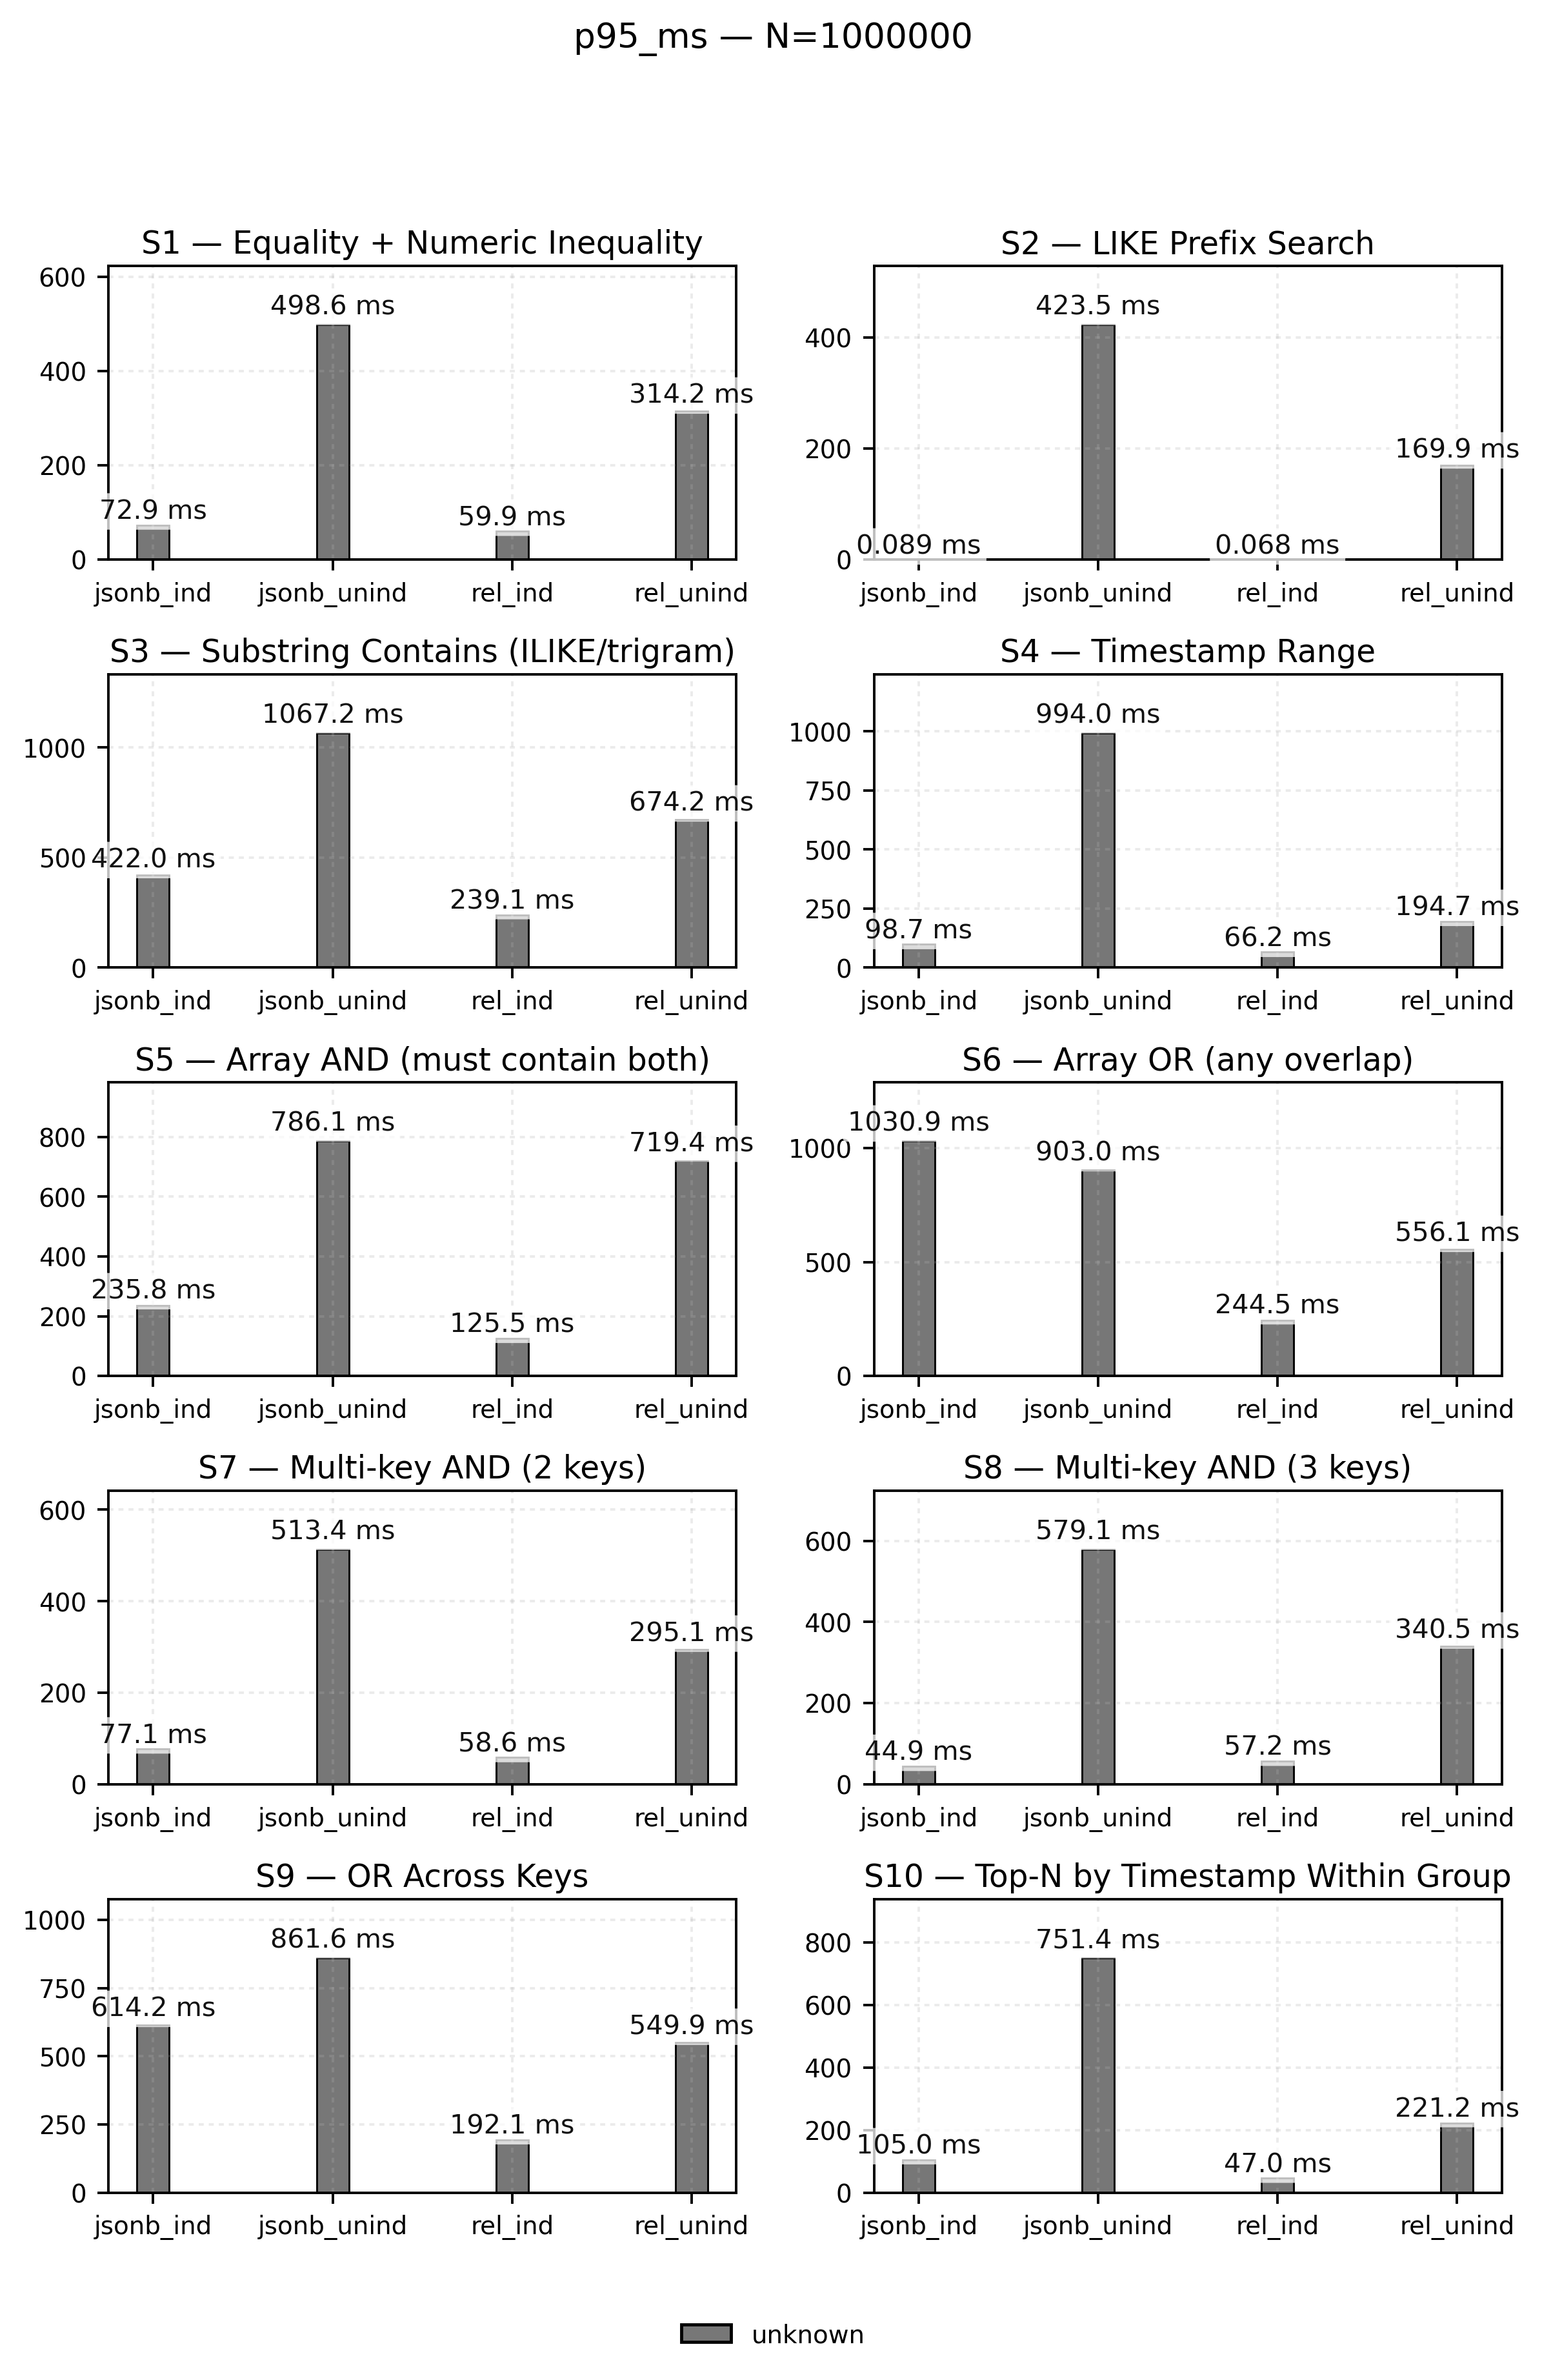 p95_ms — N=1000000
S1 — Equality + Numeric Inequality
600
400
200
0
72.9 ms
498.6 ms
59.9 ms
314.2 ms
jsonb_ind
jsonb_unind
rel_ind
rel_unind
S2 — LIKE Prefix Search
400
200
0
0.089 ms
423.5 ms
0.068 ms
169.9 ms
jsonb_ind
jsonb_unind
rel_ind
rel_unind
S3 — Substring Contains (ILIKE/trigram)
1000
500
0
422.0 ms
1067.2 ms
239.1 ms
674.2 ms
jsonb_ind
jsonb_unind
rel_ind
rel_unind
S4 — Timestamp Range
1000
750
500
250
0
98.7 ms
994.0 ms
66.2 ms
194.7 ms
jsonb_ind
jsonb_unind
rel_ind
rel_unind
S5 — Array AND (must contain both)
800
600
400
200
0
235.8 ms
786.1 ms
125.5 ms
719.4 ms
jsonb_ind
jsonb_unind
rel_ind
rel_unind
S6 — Array OR (any overlap)
1000
500
0
1030.9 ms
903.0 ms
244.5 ms
556.1 ms
jsonb_ind
jsonb_unind
rel_ind
rel_unind
S7 — Multi-key AND (2 keys)
600
400
200
0
77.1 ms
513.4 ms
58.6 ms
295.1 ms
jsonb_ind
jsonb_unind
rel_ind
rel_unind
S8 — Multi-key AND (3 keys)
600
400
200
0
44.9 ms
579.1 ms
57.2 ms
340.5 ms
jsonb_ind
jsonb_unind
rel_ind
rel_unind
S9 — OR Across Keys
1000
750
500
250
0
614.2 ms
861.6 ms
192.1 ms
549.9 ms
jsonb_ind
jsonb_unind
rel_ind
rel_unind
S10 — Top-N by Timestamp Within Group
800
600
400
200
0
105.0 ms
751.4 ms
47.0 ms
221.2 ms
jsonb_ind
jsonb_unind
rel_ind
rel_unind
unknown